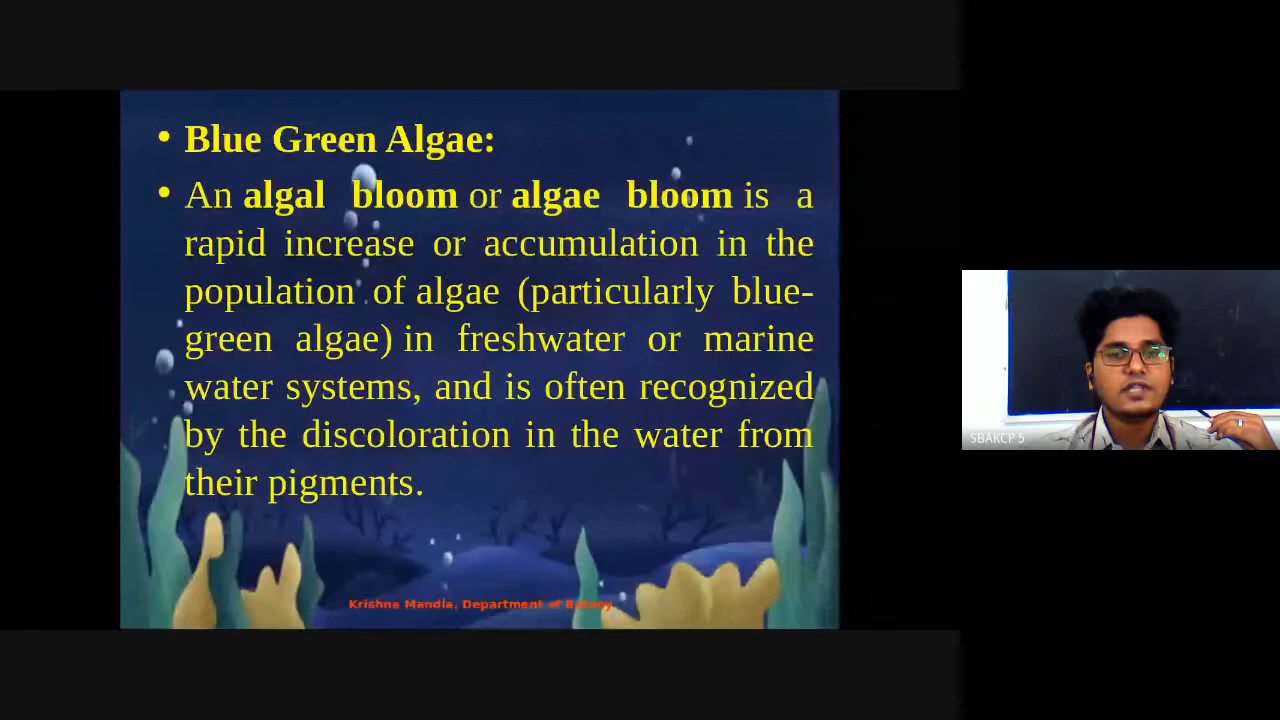 • Blue Green Algae:
• An algal bloom or algae bloom is a
rapid increase or accumulation in the
population of algae (particularly blue-
green algae) in freshwater or marine
water systems, and is often recognized
by the discoloration in the water from
their pigments.
Krishna Mandla, Department of Botany
SBAKCP 5